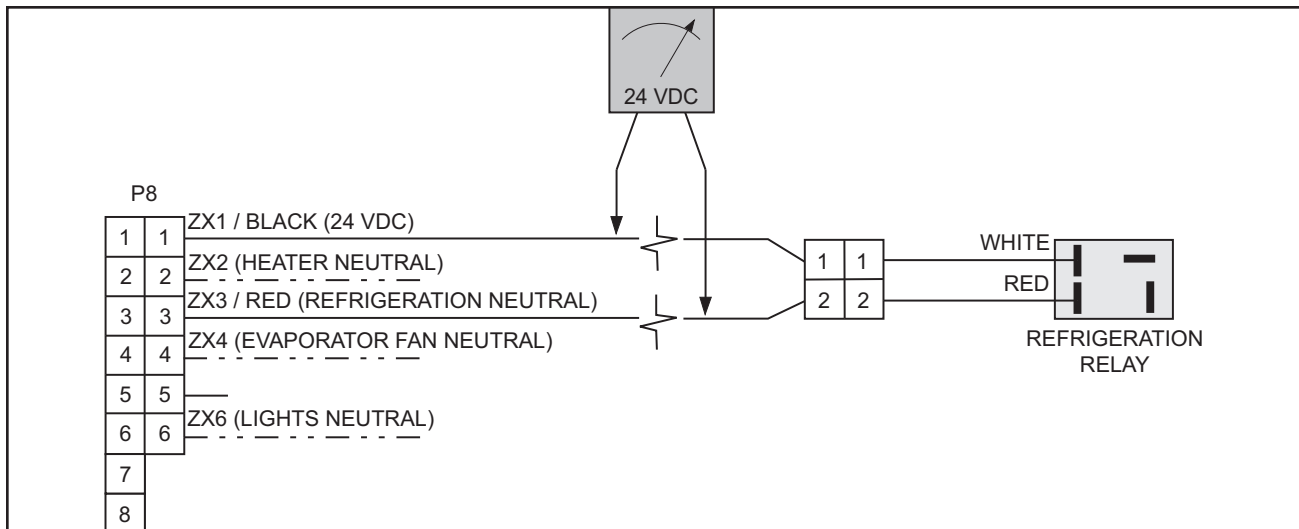 24 VDC
P8
1 1 ZX1 / BLACK (24 VDC)
2 2 ZX2 (HEATER NEUTRAL)
3 3 ZX3 / RED (REFRIGERATION NEUTRAL)
4 4 ZX4 (EVAPORATOR FAN NEUTRAL)
5 5
6 6 ZX6 (LIGHTS NEUTRAL)
7
8
1 1
2 2
WHITE
RED
REFRIGERATION
RELAY